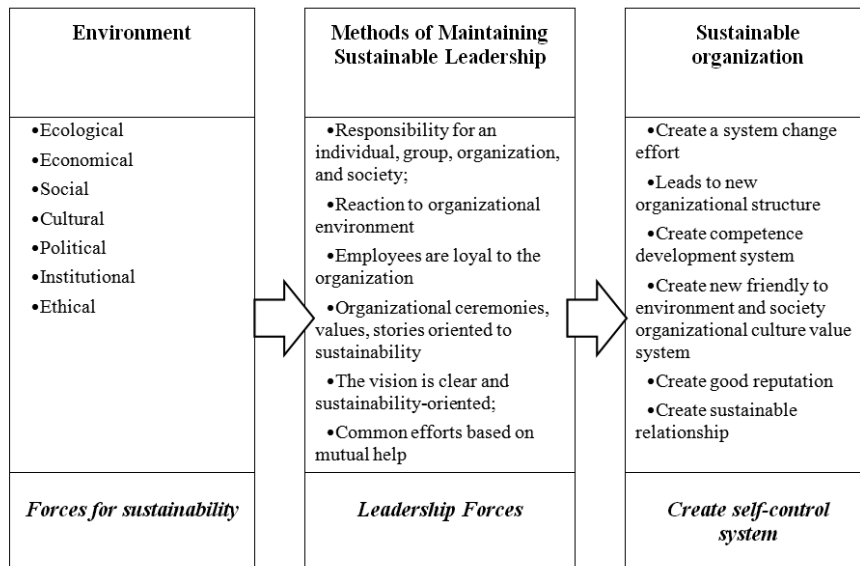 Environment
•Ecological
•Economical
•Social
•Cultural
•Political
•Institutional
•Ethical
Forces for sustainability
Methods of Maintaining
Sustainable Leadership
•Responsibility for an
individual, group, organization,
and society;
•Reaction to organizational
environment
•Employees are loyal to the
organization
•Organizational ceremonies,
values, stories oriented to
sustainability
•The vision is clear and
sustainability-oriented;
•Common efforts based on
mutual help
Leadership Forces
Sustainable
organization
•Create a system change
effort
•Leads to new
organizational structure
•Create competence
development system
•Create new friendly to
environment and society
organizational culture value
system
•Create good reputation
•Create sustainable
relationship
Create self-control
system